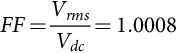 FF = V_rms / V_dc = 1.0008